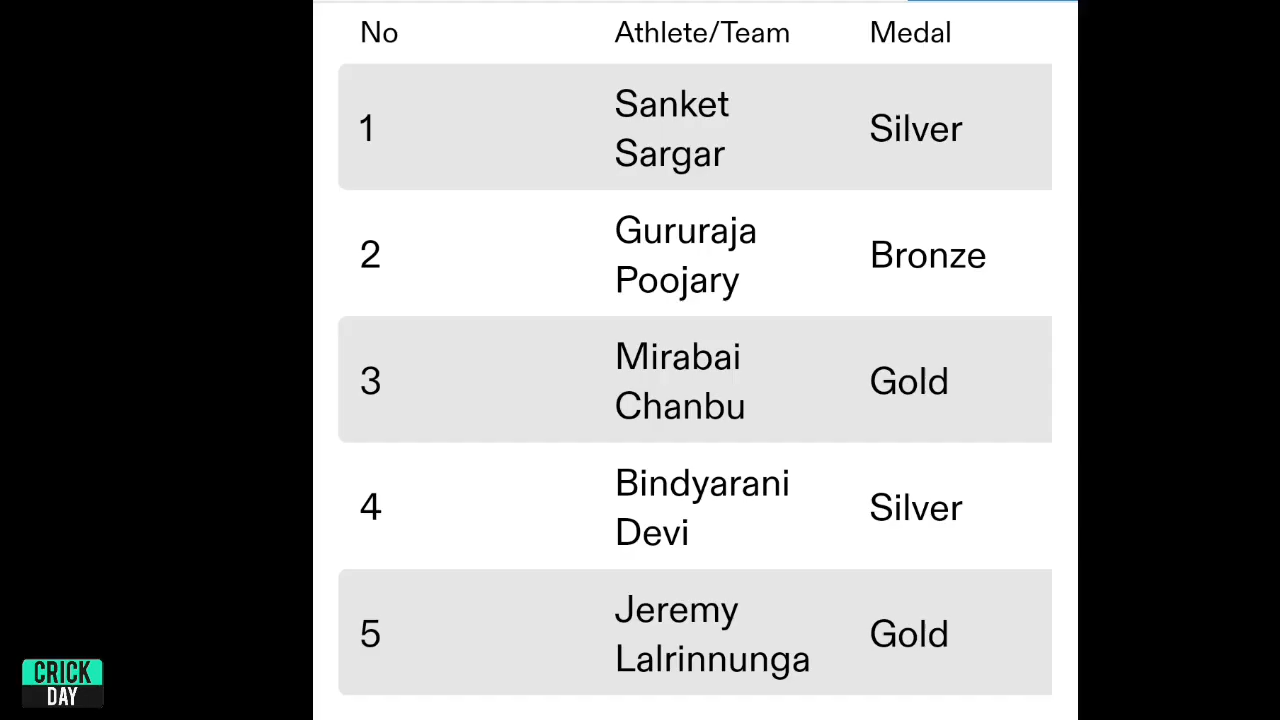 No Athlete/Team Medal
1 Sanket Sargar Silver
2 Gururaja Poojary Bronze
3 Mirabai Chanbu Gold
4 Bindyarani Devi Silver
5 Jeremy Lalrinnunga Gold
CRICK
DAY